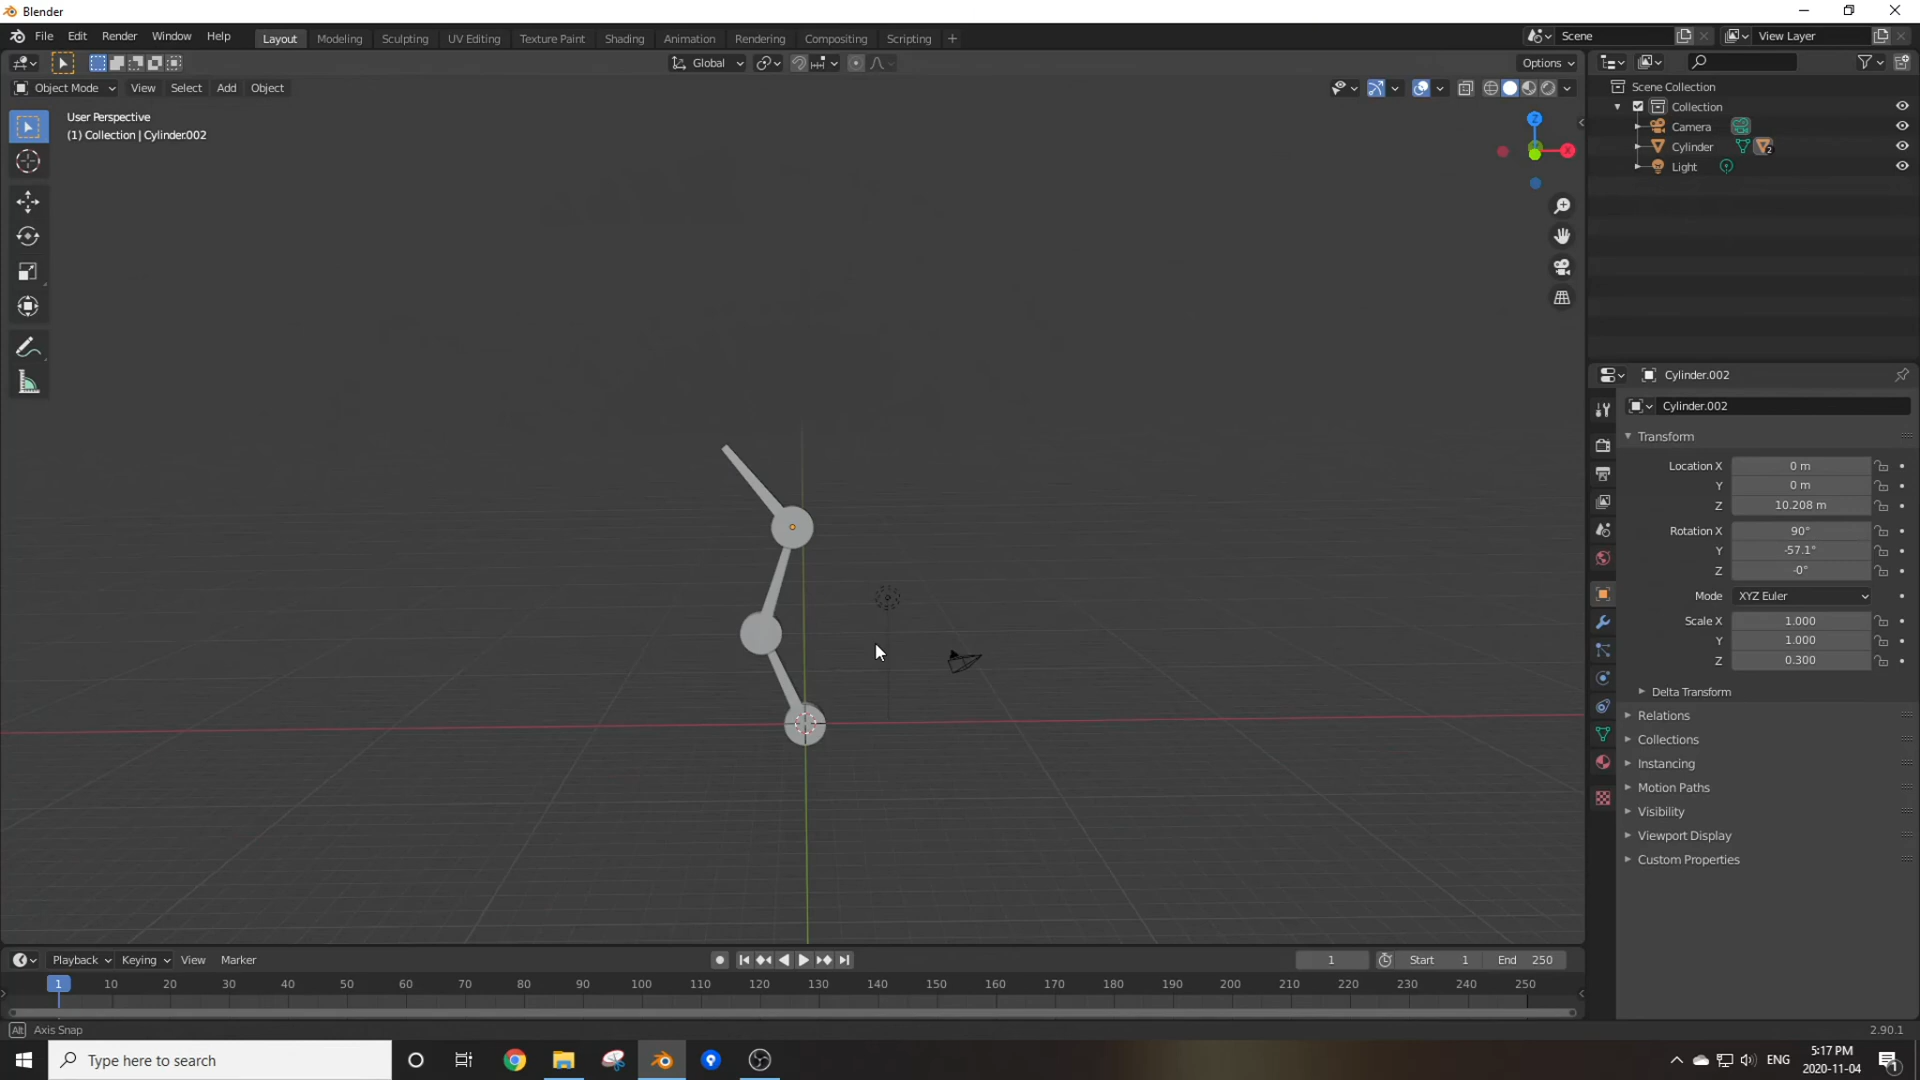 Blender
File Edit Render Window Help Layout Modeling Sculpting UV Editing Texture Paint Shading Animation Rendering Compositing Scripting + Scene View Layer
Global Options
Object Mode View Select Add Object
User Perspective
(1) Collection | Cylinder.002
Z
X
Scene Collection
Collection
Camera
Cylinder 2
Light
Cylinder.002
Cylinder.002
Transform
Location X 0 m
Y 0 m
Z 10.208 m
Rotation X 90°
Y -57.1°
Z -0°
Mode XYZ Euler
Scale X 1.000
Y 1.000
Z 0.300
Delta Transform
Relations
Collections
Instancing
Motion Paths
Visibility
Viewport Display
Custom Properties
Playback Keying View Marker 1 Start 1 End 250
1 10 20 30 40 50 60 70 80 90 100 110 120 130 140 150 160 170 180 190 200 210 220 230 240 250
Alt Axis Snap 2.90.1
Type here to search ENG 5:17 PM
2020-11-04 1